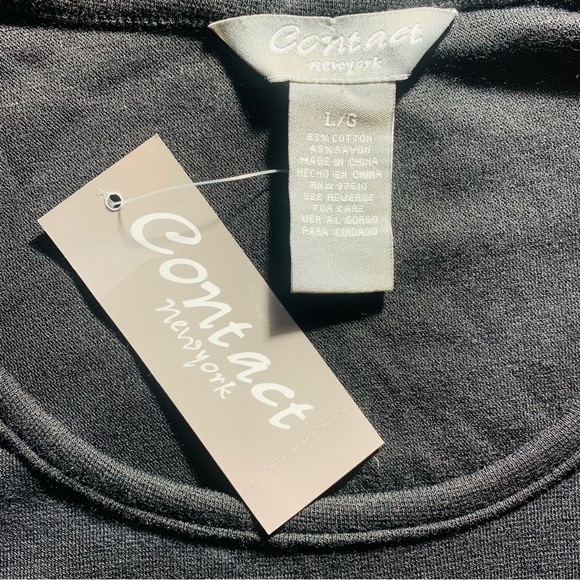 Contact
newyork
L/G
55% COTTON
45% RAYON
MADE IN CHINA
HECHO EN CHINA
RN# 97510
SEE REVERSE
FOR CARE
VER AL DORSO
PARA CUIDADO
Contact
newyork